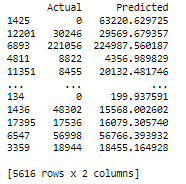 Actual Predicted
1425 0 63220.629725
12201 30246 29569.679357
6893 221056 224987.560187
4811 8822 4356.989829
11351 8455 20132.481746
... ... ...
134 0 199.937591
1436 48302 15568.002602
17395 17536 16079.305740
6547 56998 56766.393932
3359 18944 18455.164928
[5616 rows x 2 columns]